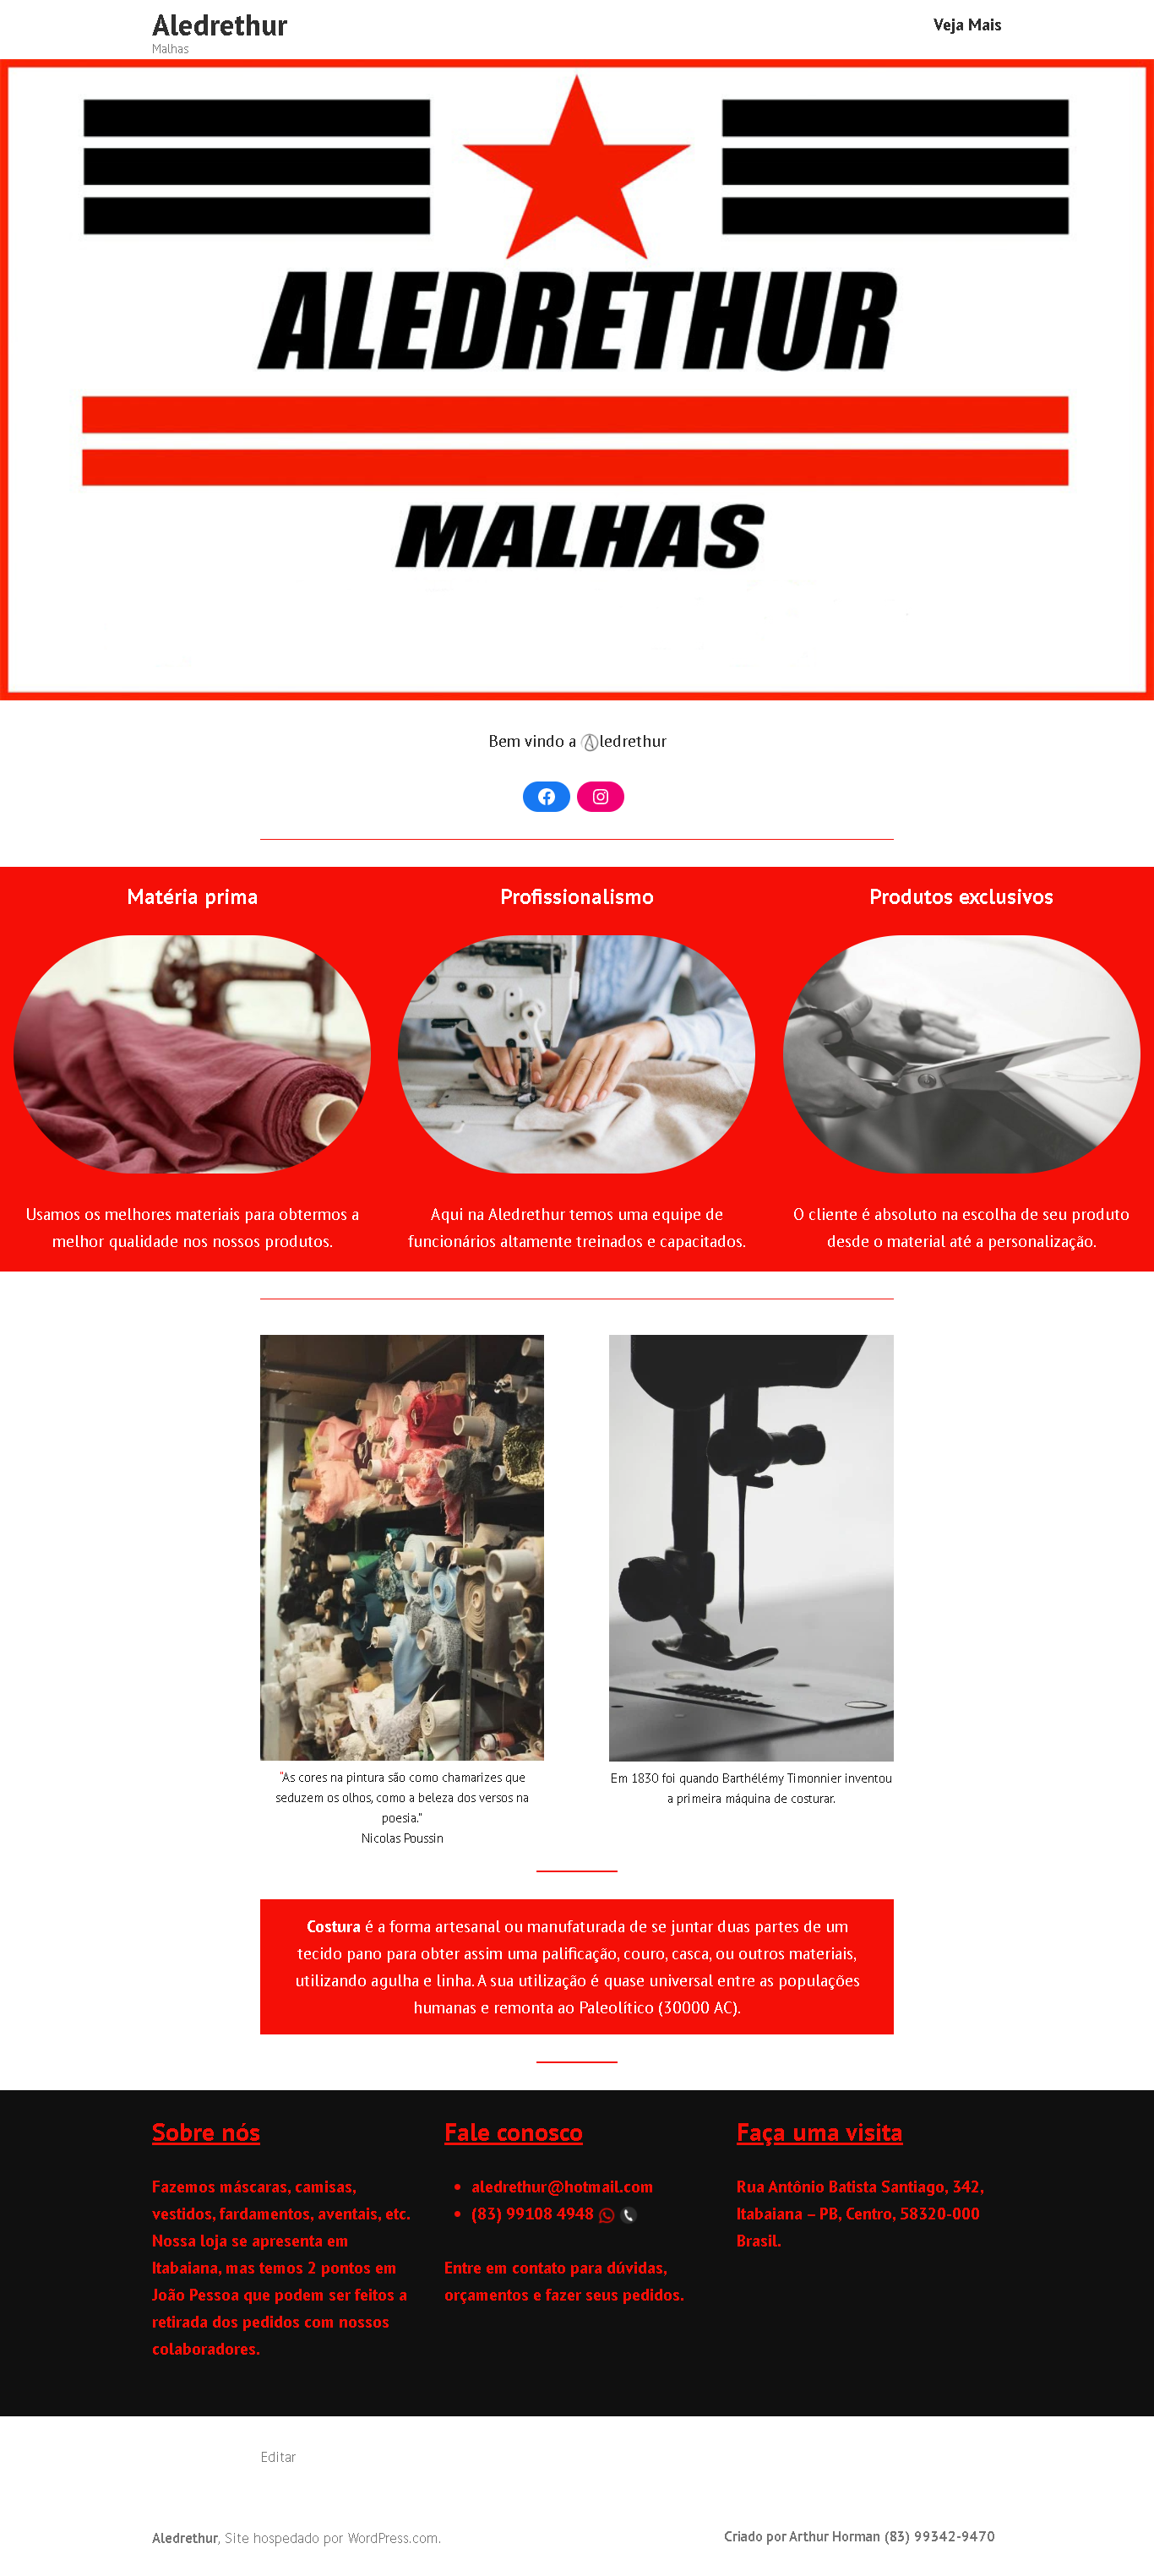 Aledrethur
Malhas
Veja Mais
ALEDRETHUR
MALHAS
Bem vindo a Aledrethur
Matéria prima
Usamos os melhores materiais para obtermos a
melhor qualidade nos nossos produtos.
Profissionalismo
Aqui na Aledrethur temos uma equipe de
funcionários altamente treinados e capacitados.
Produtos exclusivos
O cliente é absoluto na escolha de seu produto
desde o material até a personalização.
"As cores na pintura são como chamarizes que
seduzem os olhos, como a beleza dos versos na
poesia."
Nicolas Poussin
Em 1830 foi quando Barthélémy Timonnier inventou
a primeira máquina de costurar.
Costura é a forma artesanal ou manufaturada de se juntar duas partes de um
tecido pano para obter assim uma palificação, couro, casca, ou outros materiais,
utilizando agulha e linha. A sua utilização é quase universal entre as populações
humanas e remonta ao Paleolítico (30000 AC).
Sobre nós
Fazemos máscaras, camisas,
vestidos, fardamentos, aventais, etc.
Nossa loja se apresenta em
Itabaiana, mas temos 2 pontos em
João Pessoa que podem ser feitos a
retirada dos pedidos com nossos
colaboradores.
Fale conosco
• aledrethur@hotmail.com
• (83) 99108 4948
Entre em contato para dúvidas,
orçamentos e fazer seus pedidos.
Faça uma visita
Rua Antônio Batista Santiago, 342,
Itabaiana – PB, Centro, 58320-000
Brasil.
Editar
Aledrethur, Site hospedado por WordPress.com.
Criado por Arthur Horman (83) 99342-9470